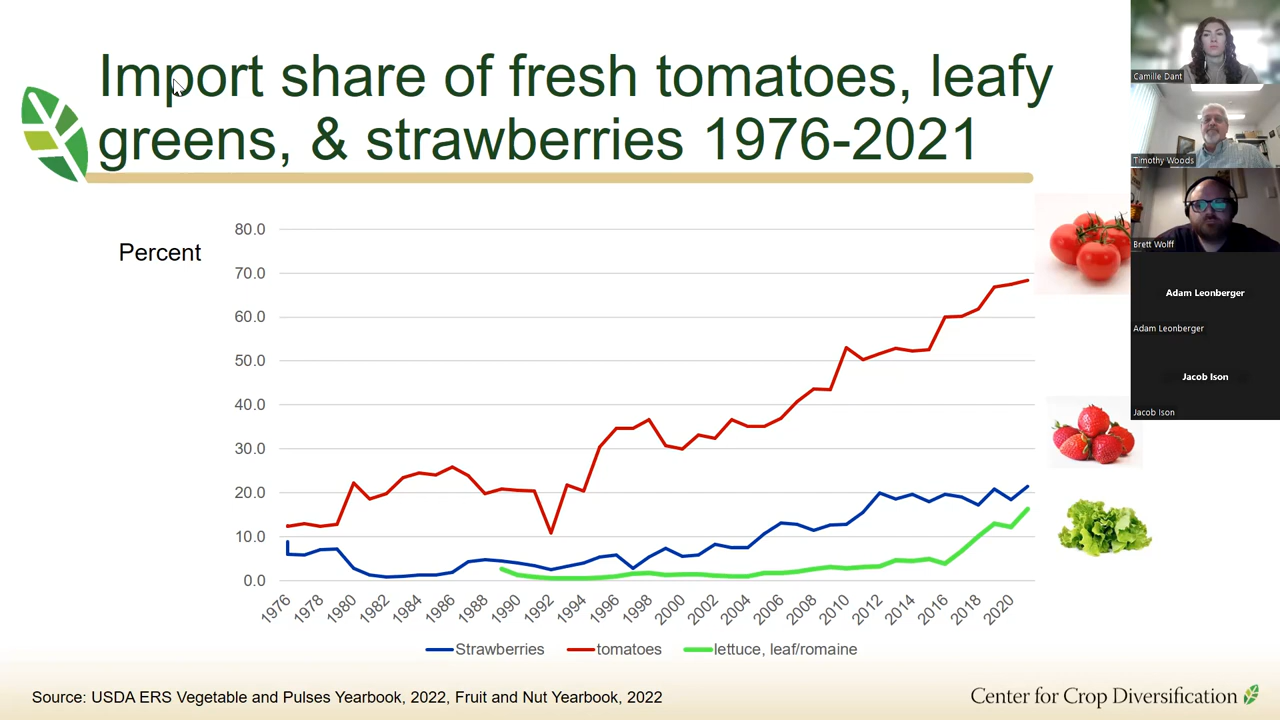 Import share of fresh tomatoes, leafy
greens, & strawberries 1976-2021
Percent
80.0
70.0
60.0
50.0
40.0
30.0
20.0
10.0
0.0
1976 1978 1980 1982 1984 1986 1988 1990 1992 1994 1996 1998 2000 2002 2004 2006 2008 2010 2012 2014 2016 2018 2020
Strawberries tomatoes lettuce, leaf/romaine
Source: USDA ERS Vegetable and Pulses Yearbook, 2022, Fruit and Nut Yearbook, 2022
Center for Crop Diversification
Camille Dant
Timothy Woods
Brett Wolff
Adam Leonberger
Adam Leonberger
Jacob Ison
Jacob Ison